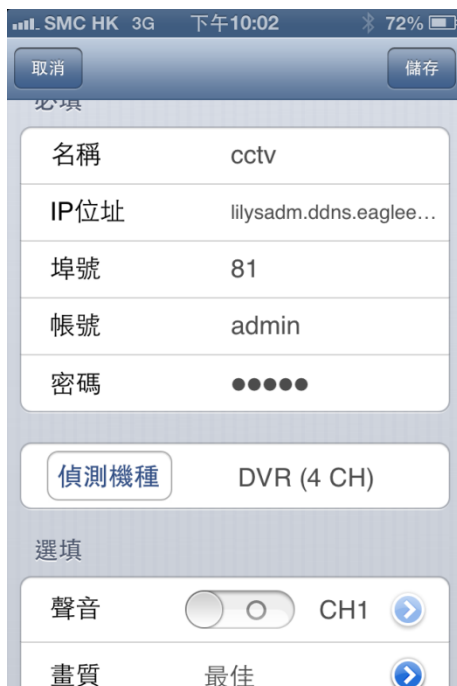 SMC HK 3G 下午10:02 72%
取消 儲存
必填
名稱 cctv
IP位址 lilysadm.ddns.eaglee…
埠號 81
帳號 admin
密碼 ●●●●●
偵測機種 DVR (4 CH)
選填
聲音 CH1
畫質 最佳